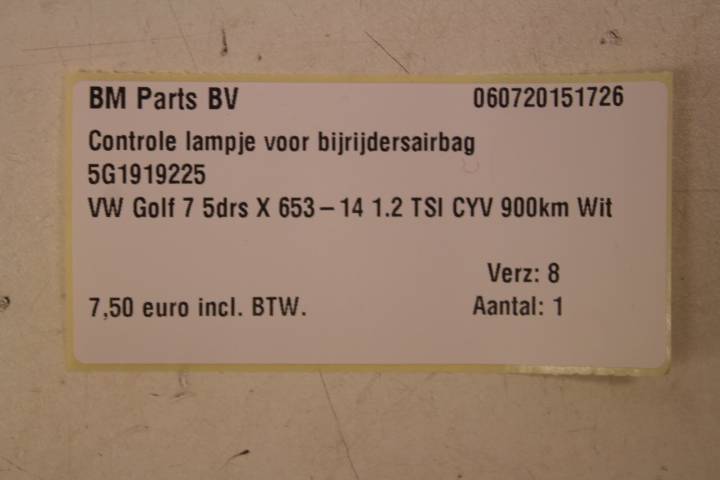 BM Parts BV 060720151726
Controle lampje voor bijrijdersairbag
5G1919225
VW Golf 7 5drs X 653-14 1.2 TSI CYV 900km Wit
Verz: 8
7,50 euro incl. BTW. Aantal: 1